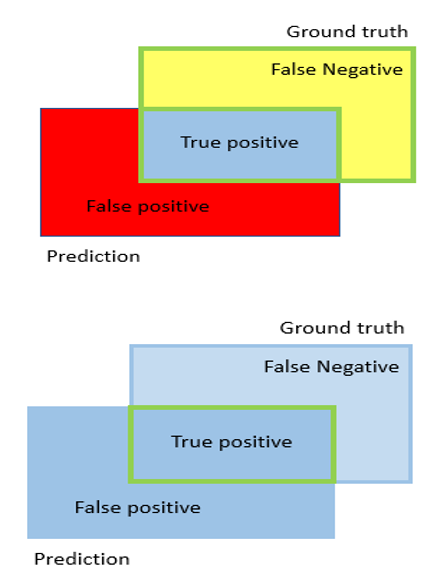 Ground truth
False Negative
True positive
False positive
Prediction
Ground truth
False Negative
True positive
False positive
Prediction